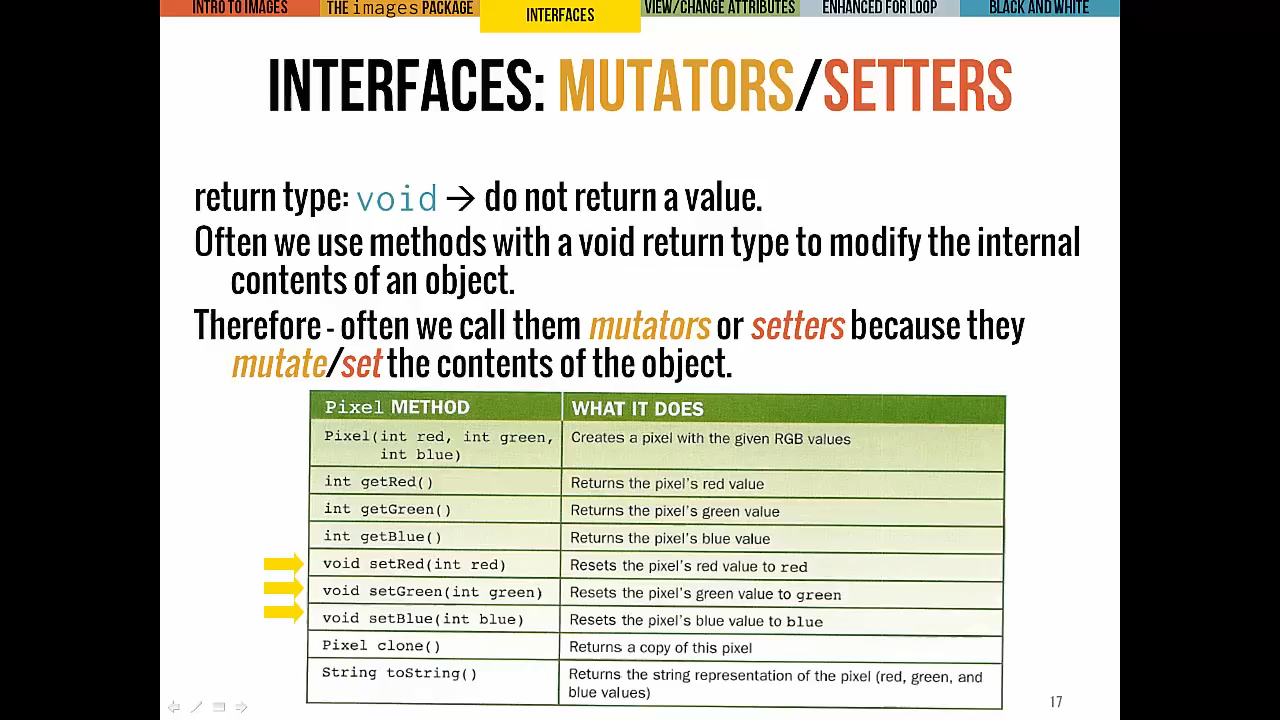 INTRO TO IMAGES THE images PACKAGE INTERFACES VIEW/CHANGE ATTRIBUTES ENHANCED FOR LOOP BLACK AND WHITE
INTERFACES: MUTATORS/SETTERS
return type: void → do not return a value.
Often we use methods with a void return type to modify the internal
contents of an object.
Therefore - often we call them mutators or setters because they
mutate/set the contents of the object.
Pixel METHOD WHAT IT DOES
Pixel(int red, int green, Creates a pixel with the given RGB values
int blue)
int getRed() Returns the pixel's red value
int getGreen() Returns the pixel's green value
int getBlue() Returns the pixel's blue value
void setRed(int red) Resets the pixel's red value to red
void setGreen(int green) Resets the pixel's green value to green
void setBlue(int blue) Resets the pixel's blue value to blue
Pixel clone() Returns a copy of this pixel
String toString() Returns the string representation of the pixel (red, green, and
blue values)
17